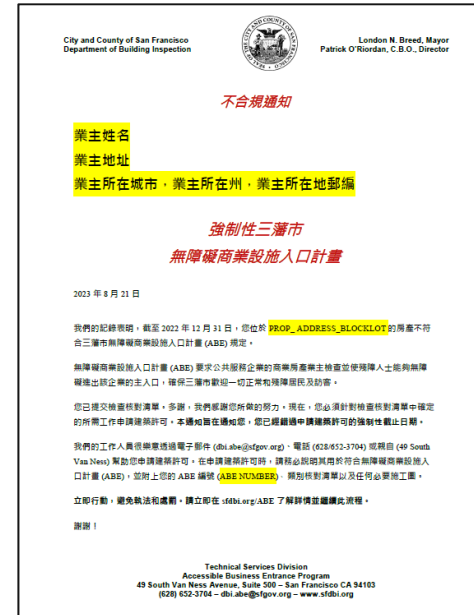 City and County of San Francisco
Department of Building Inspection
London N. Breed, Mayor
Patrick O'Riordan, C.B.O., Director
不合規通知
業主姓名
業主地址
業主所在城市，業主所在州，業主所在地郵編
強制性三藩市
無障礙商業設施入口計畫
2023 年 8 月 21 日
我們的記錄表明，截至 2022 年 12 月 31 日，您位於 PROP_ ADDRESS_BLOCKLOT 的房產不符
合三藩市無障礙商業設施入口計畫 (ABE) 規定。
無障礙商業設施入口計畫 (ABE) 要求公共服務企業的商業房產業主檢查並使殘障人士能夠無障
礙進出該企業的主入口，確保三藩市歡迎一切正常和殘障居民及訪客。
您已提交檢查核對清單。多謝，我們感謝您所做的努力。現在，您必須針對檢查核對清單中確定
的所需工作申請建築許可。本通知旨在通知您，您已經錯過申請建築許可的強制性截止日期。
我們的工作人員很樂意透過電子郵件 (dbi.abe@sfgov.org)、電話 (628/652-3704) 或親自 (49 South
Van Ness) 幫助您申請建築許可。在申請建築許可時，請務必說明其用於符合無障礙商業設施入
口計畫 (ABE)，並附上您的 ABE 編號 (ABE NUMBER)、類別核對清單以及任何必要施工圖。
立即行動，避免執法和處罰。請立即在 sfdbi.org/ABE 了解詳情並繼續此流程。
謝謝！
Technical Services Division
Accessible Business Entrance Program
49 South Van Ness Avenue, Suite 500 – San Francisco CA 94103
(628) 652-3704 – dbi.abe@sfgov.org – www.sfdbi.org